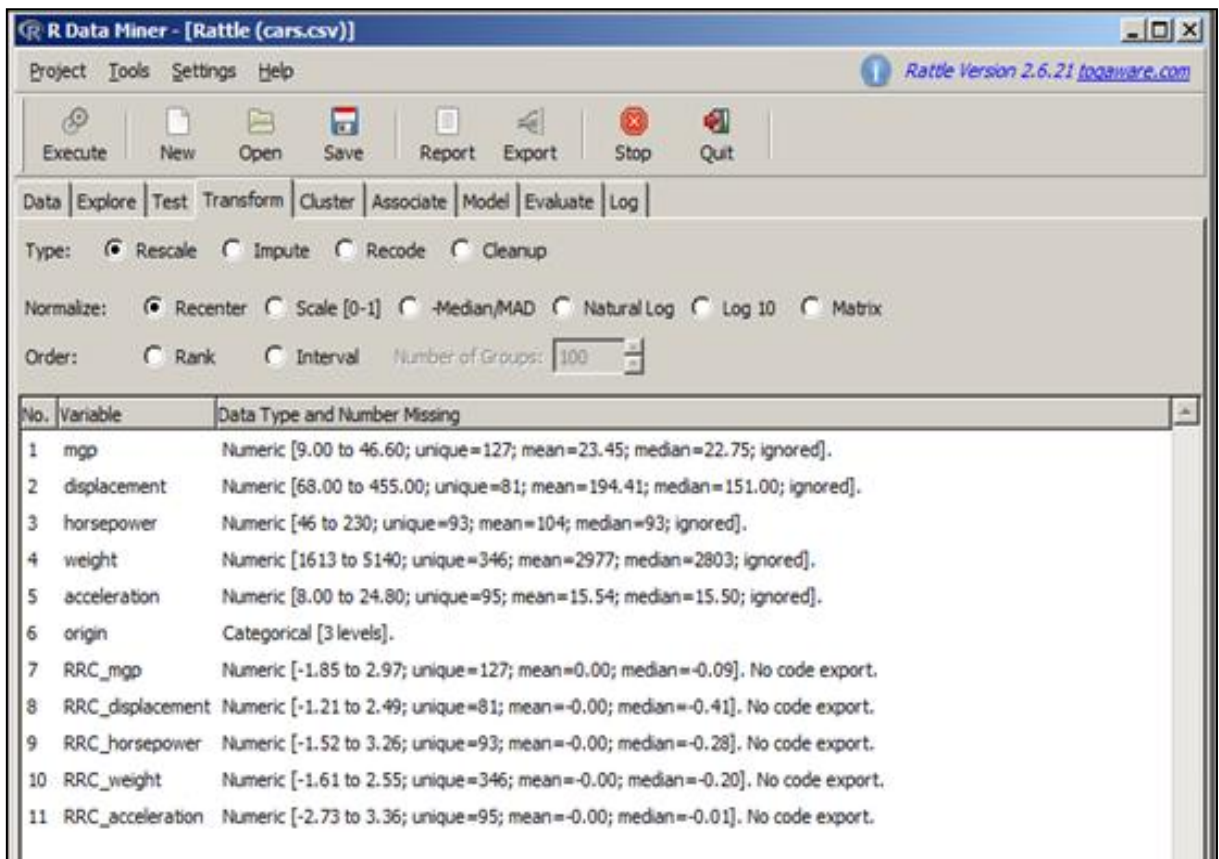 R Data Miner - [Rattle (cars.csv)]
Project Tools Settings Help Rattle Version 2.6.21 togaware.com
Execute New Open Save Report Export Stop Quit
Data Explore Test Transform Cluster Associate Model Evaluate Log
Type: Rescale Impute Recode Cleanup
Normalize: Recenter Scale [0-1] -Median/MAD Natural Log Log 10 Matrix
Order: Rank Interval Number of Groups: 100
No. Variable Data Type and Number Missing
1 mgp Numeric [9.00 to 46.60; unique=127; mean=23.45; median=22.75; ignored].
2 displacement Numeric [68.00 to 455.00; unique=81; mean=194.41; median=151.00; ignored].
3 horsepower Numeric [46 to 230; unique=93; mean=104; median=93; ignored].
4 weight Numeric [1613 to 5140; unique=346; mean=2977; median=2803; ignored].
5 acceleration Numeric [8.00 to 24.80; unique=95; mean=15.54; median=15.50; ignored].
6 origin Categorical [3 levels].
7 RRC_mgp Numeric [-1.85 to 2.97; unique=127; mean=0.00; median=-0.09]. No code export.
8 RRC_displacement Numeric [-1.21 to 2.49; unique=81; mean=-0.00; median=-0.41]. No code export.
9 RRC_horsepower Numeric [-1.52 to 3.26; unique=93; mean=-0.00; median=-0.28]. No code export.
10 RRC_weight Numeric [-1.61 to 2.55; unique=346; mean=-0.00; median=-0.20]. No code export.
11 RRC_acceleration Numeric [-2.73 to 3.36; unique=95; mean=-0.00; median=-0.01]. No code export.